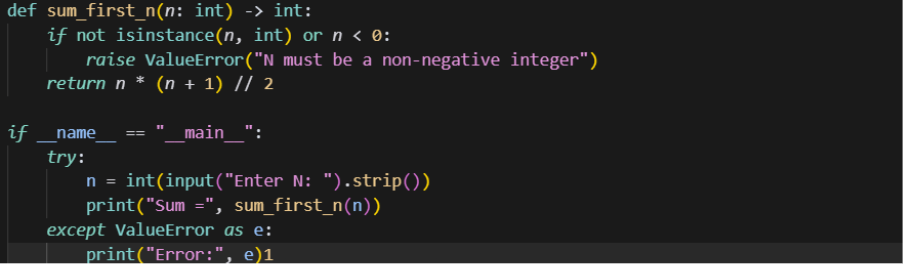 def sum_first_n(n: int) -> int:
    if not isinstance(n, int) or n < 0:
        raise ValueError("N must be a non-negative integer")
    return n * (n + 1) // 2

if __name__ == "__main__":
    try:
        n = int(input("Enter N: ").strip())
        print("Sum =", sum_first_n(n))
    except ValueError as e:
        print("Error:", e)1